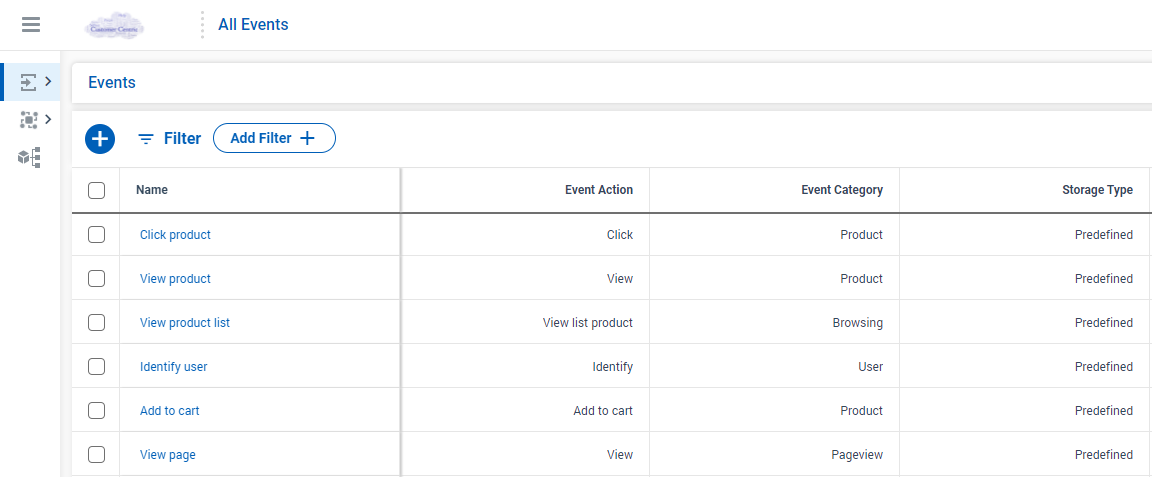 Customer Centric
All Events
Events
Filter
Add Filter
Name Event Action Event Category Storage Type
Click product Click Product Predefined
View product View Product Predefined
View product list View list product Browsing Predefined
Identify user Identify User Predefined
Add to cart Add to cart Product Predefined
View page View Pageview Predefined